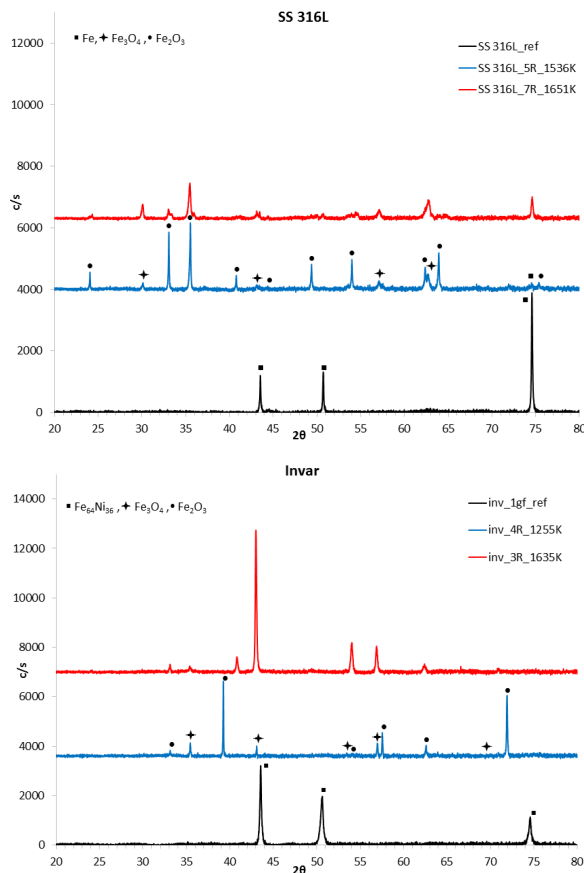 SS 316L
■ Fe, ✦ Fe₃O₄ , ● Fe₂O₃
SS 316L_ref
SS 316L_5R_1536K
SS 316L_7R_1651K
12000
10000
8000
6000
4000
2000
0
c/s
20 25 30 35 40 45 50 55 60 65 70 75 80
2θ
Invar
■ Fe₆₄Ni₃₆ , ✦ Fe₃O₄ , ● Fe₂O₃
inv_1gf_ref
inv_4R_1255K
inv_3R_1635K
14000
12000
10000
8000
6000
4000
2000
0
c/s
20 25 30 35 40 45 50 55 60 65 70 75 80
2θ